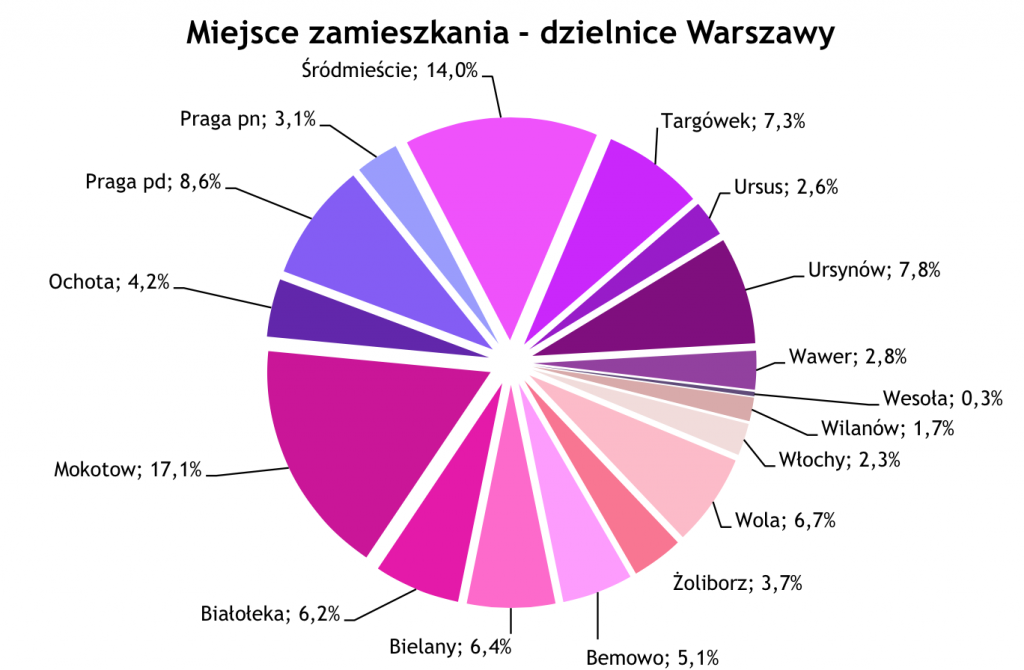 Miejsce zamieszkania - dzielnice Warszawy
Śródmieście; 14,0%
Praga pn; 3,1%
Targówek; 7,3%
Praga pd; 8,6%
Ursus; 2,6%
Ochota; 4,2%
Ursynów; 7,8%
Wawer; 2,8%
Wesoła; 0,3%
Wilanów; 1,7%
Mokotow; 17,1%
Włochy; 2,3%
Wola; 6,7%
Żoliborz; 3,7%
Białołeka; 6,2%
Bielany; 6,4%
Bemowo; 5,1%